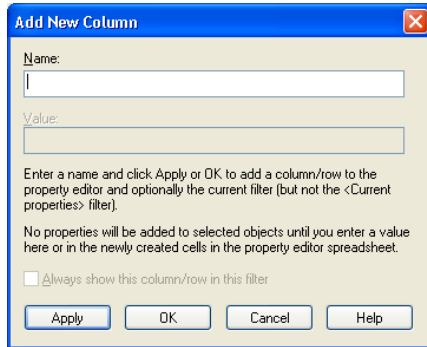 Add New Column
Name:
Value:
Enter a name and click Apply or OK to add a column/row to the
property editor and optionally the current filter (but not the <Current
properties> filter).
No properties will be added to selected objects until you enter a value
here or in the newly created cells in the property editor spreadsheet.
Always show this column/row in this filter
Apply
OK
Cancel
Help